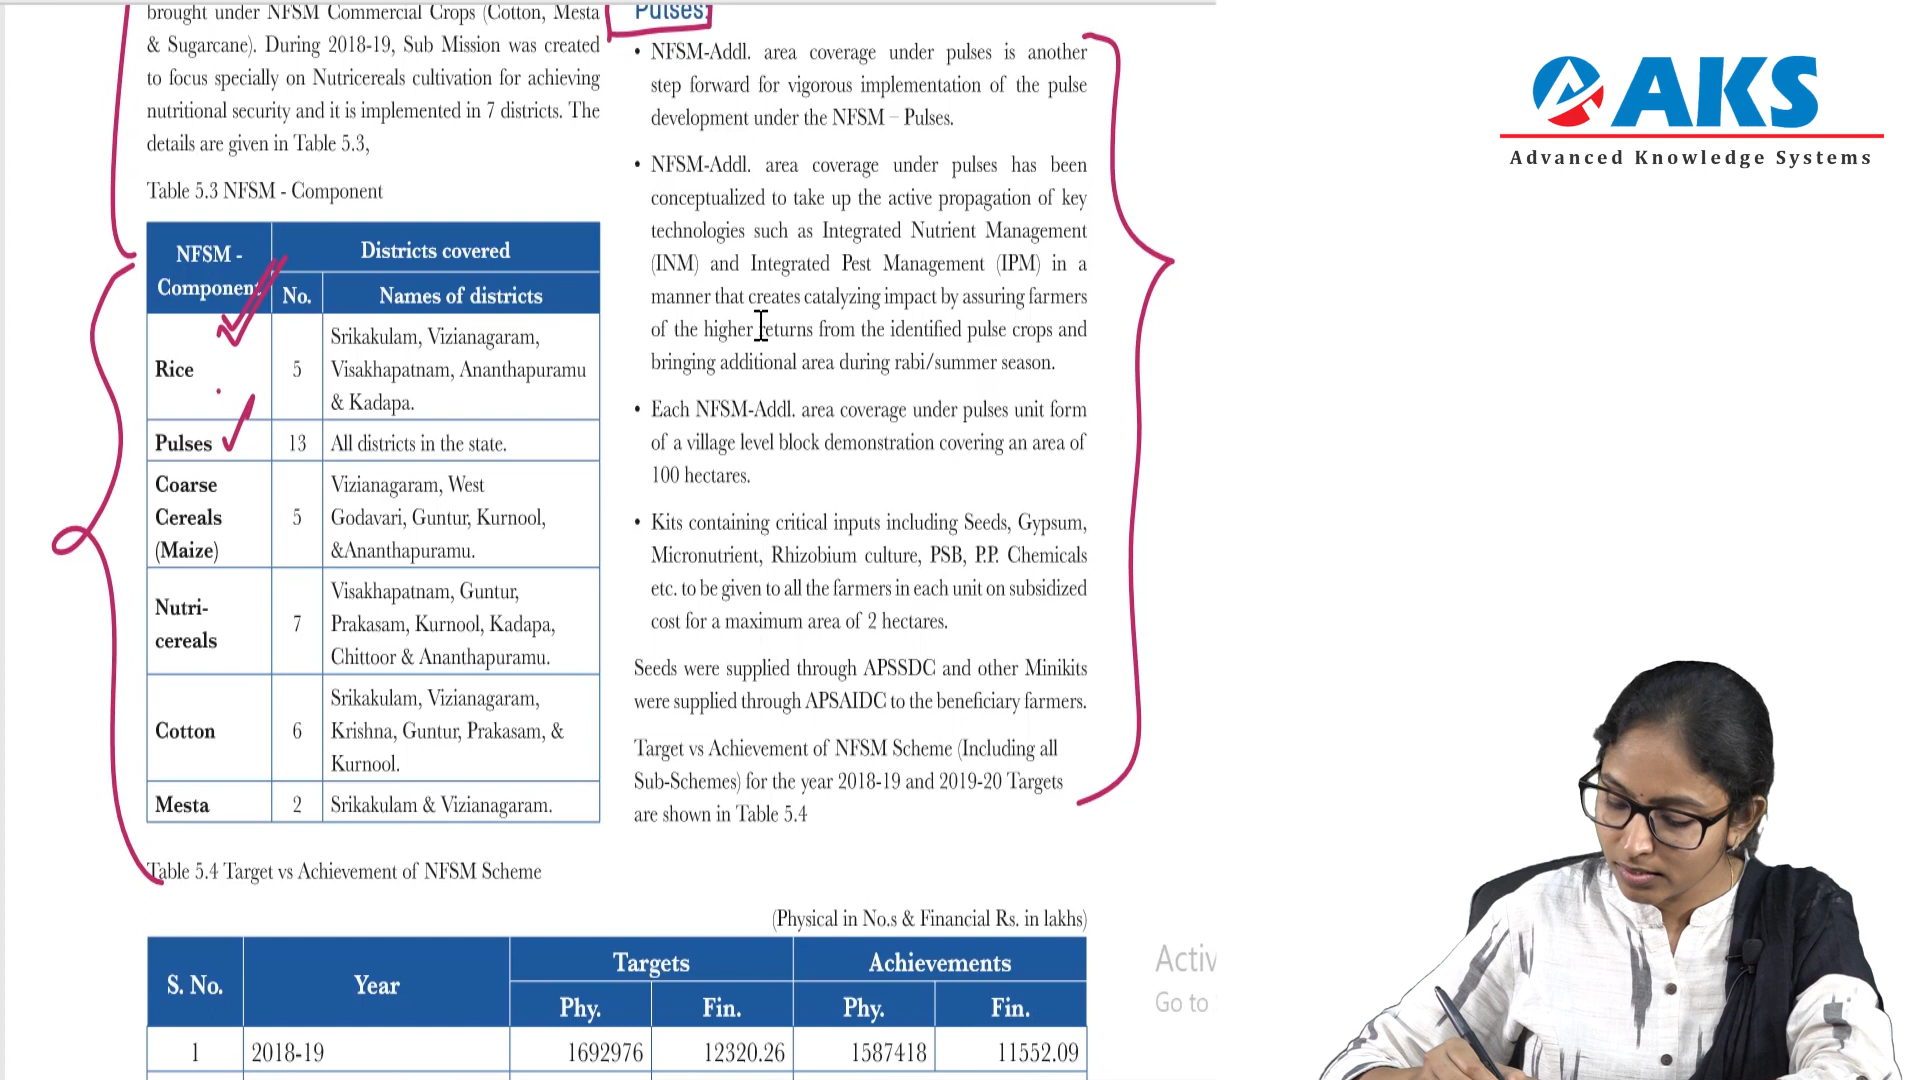 brought under NFSM Commercial Crops (Cotton, Mesta
& Sugarcane). During 2018-19, Sub Mission was created
to focus specially on Nutricereals cultivation for achieving
nutritional security and it is implemented in 7 districts. The
details are given in Table 5.3,
Table 5.3 NFSM - Component
NFSM -
Component
Districts covered
No.
Names of districts
Rice
5
Srikakulam, Vizianagaram,
Visakhapatnam, Ananthapuramu
& Kadapa.
Pulses
13
All districts in the state.
Coarse
Cereals
(Maize)
5
Vizianagaram, West
Godavari, Guntur, Kurnool,
&Ananthapuramu.
Nutri-
cereals
7
Visakhapatnam, Guntur,
Prakasam, Kurnool, Kadapa,
Chittoor & Ananthapuramu.
Cotton
6
Srikakulam, Vizianagaram,
Krishna, Guntur, Prakasam, &
Kurnool.
Mesta
2
Srikakulam & Vizianagaram.
Pulses:
• NFSM-Addl. area coverage under pulses is another
step forward for vigorous implementation of the pulse
development under the NFSM – Pulses.
• NFSM-Addl. area coverage under pulses has been
conceptualized to take up the active propagation of key
technologies such as Integrated Nutrient Management
(INM) and Integrated Pest Management (IPM) in a
manner that creates catalyzing impact by assuring farmers
of the higher returns from the identified pulse crops and
bringing additional area during rabi/summer season.
• Each NFSM-Addl. area coverage under pulses unit form
of a village level block demonstration covering an area of
100 hectares.
• Kits containing critical inputs including Seeds, Gypsum,
Micronutrient, Rhizobium culture, PSB, P.P. Chemicals
etc. to be given to all the farmers in each unit on subsidized
cost for a maximum area of 2 hectares.
Seeds were supplied through APSSDC and other Minikits
were supplied through APSAIDC to the beneficiary farmers.
Target vs Achievement of NFSM Scheme (Including all
Sub-Schemes) for the year 2018-19 and 2019-20 Targets
are shown in Table 5.4
Table 5.4 Target vs Achievement of NFSM Scheme
(Physical in No.s & Financial Rs. in lakhs)
S. No.
Year
Targets
Achievements
Phy.
Fin.
Phy.
Fin.
1
2018-19
1692976
12320.26
1587418
11552.09
AKS
Advanced Knowledge Systems
Activ
Go to